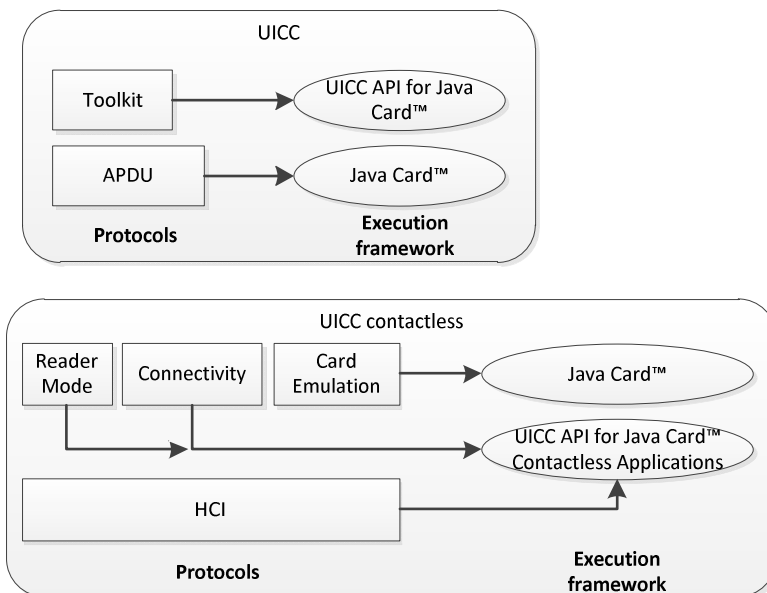 UICC
Toolkit
UICC API for Java
Card™
APDU
Java Card™
Protocols
Execution
framework
UICC contactless
Reader
Mode
Connectivity
Card
Emulation
Java Card™
UICC API for Java Card™
Contactless Applications
HCI
Protocols
Execution
framework